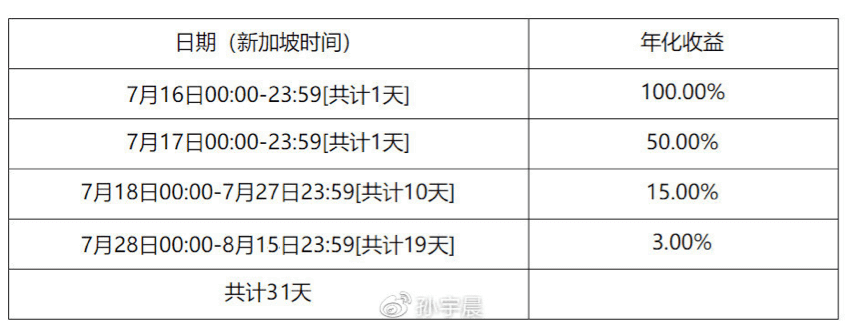 日期（新加坡时间） 年化收益
7月16日00:00-23:59[共计1天] 100.00%
7月17日00:00-23:59[共计1天] 50.00%
7月18日00:00-7月27日23:59[共计10天] 15.00%
7月28日00:00-8月15日23:59[共计19天] 3.00%
共计31天
孙宇晨